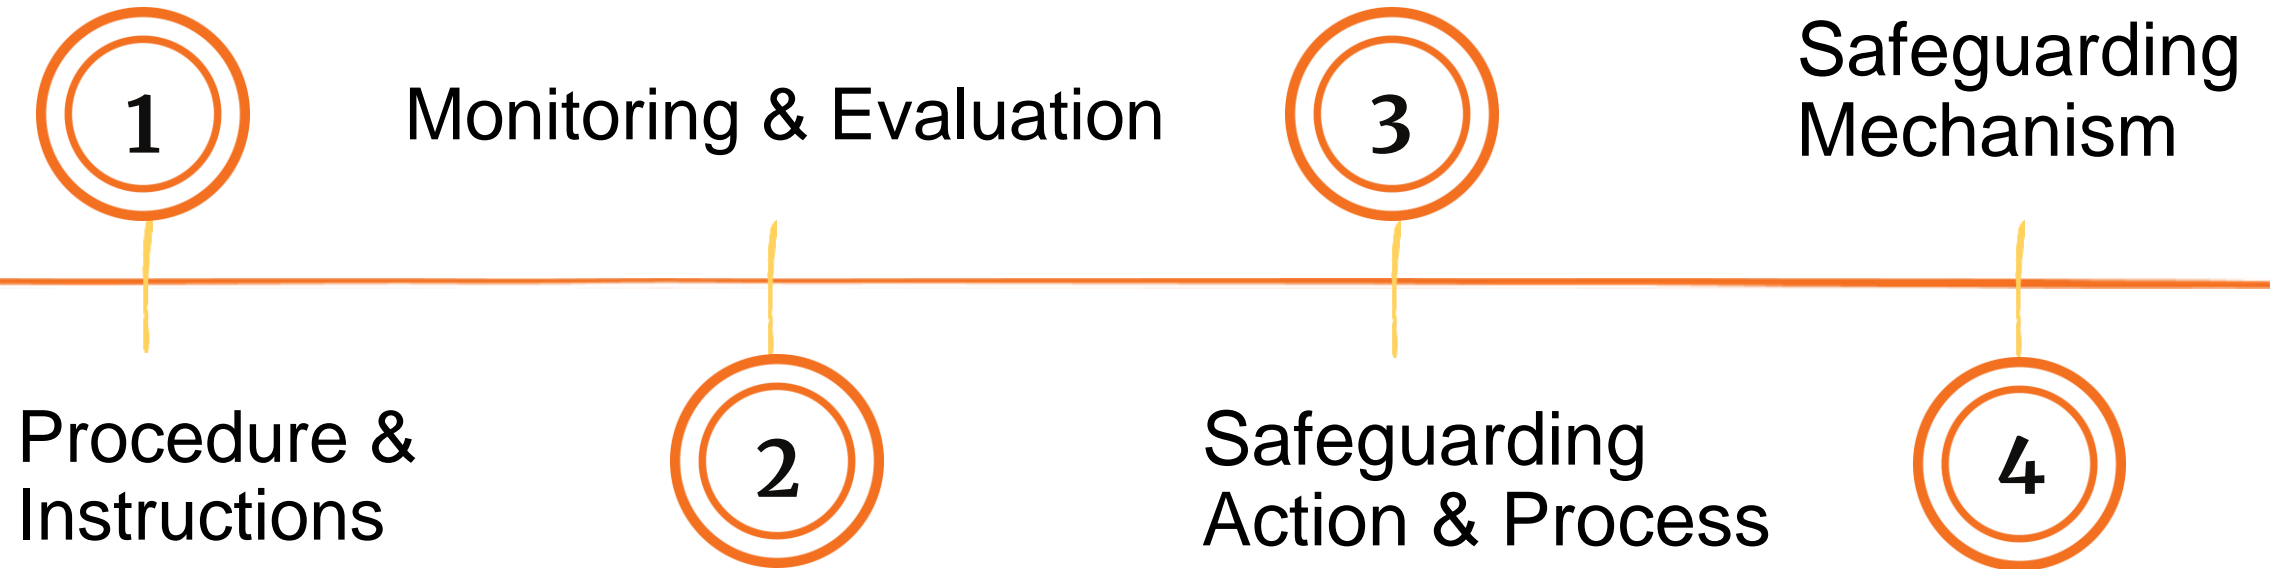 1
Procedure &
Instructions
Monitoring & Evaluation
2
3
Safeguarding
Action & Process
Safeguarding
Mechanism
4